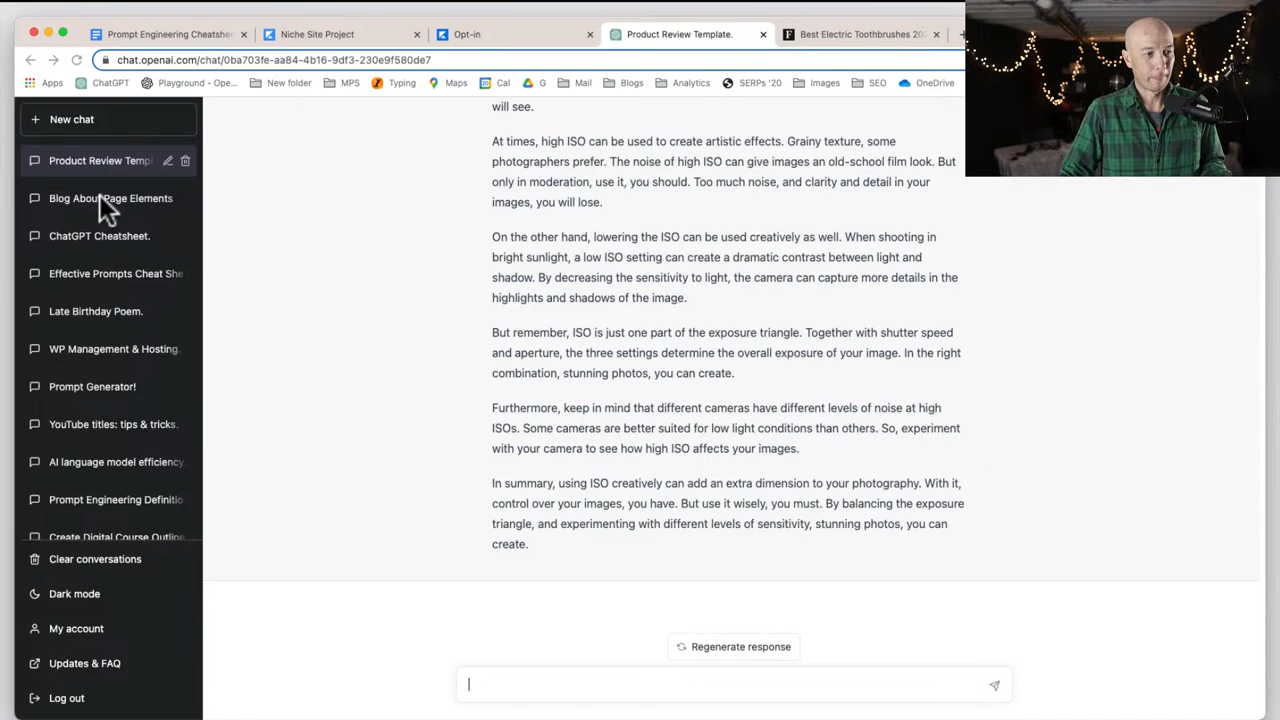 Prompt Engineering Cheatshe
Niche Site Project
Opt-in
Product Review Template.
Best Electric Toothbrushes 202
chat.openai.com/chat/0ba703fe-aa84-4b16-9df3-230e9f580de7
Apps
ChatGPT
Playground - Ope...
New folder
MPS
Typing
Maps
Cal
G
Mail
Blogs
Analytics
SERPs '20
Images
SEO
OneDrive
New chat
Product Review Templ
Blog About Page Elements
ChatGPT Cheatsheet.
Effective Prompts Cheat She
Late Birthday Poem.
WP Management & Hosting.
Prompt Generator!
YouTube titles: tips & tricks.
AI language model efficiency.
Prompt Engineering Definitio
Create Digital Course Outline
Clear conversations
Dark mode
My account
Updates & FAQ
Log out
will see.
At times, high ISO can be used to create artistic effects. Grainy texture, some
photographers prefer. The noise of high ISO can give images an old-school film look. But
only in moderation, use it, you should. Too much noise, and clarity and detail in your
images, you will lose.
On the other hand, lowering the ISO can be used creatively as well. When shooting in
bright sunlight, a low ISO setting can create a dramatic contrast between light and
shadow. By decreasing the sensitivity to light, the camera can capture more details in the
highlights and shadows of the image.
But remember, ISO is just one part of the exposure triangle. Together with shutter speed
and aperture, the three settings determine the overall exposure of your image. In the right
combination, stunning photos, you can create.
Furthermore, keep in mind that different cameras have different levels of noise at high
ISOs. Some cameras are better suited for low light conditions than others. So, experiment
with your camera to see how high ISO affects your images.
In summary, using ISO creatively can add an extra dimension to your photography. With it,
control over your images, you have. But use it wisely, you must. By balancing the exposure
triangle, and experimenting with different levels of sensitivity, stunning photos, you can
create.
Regenerate response